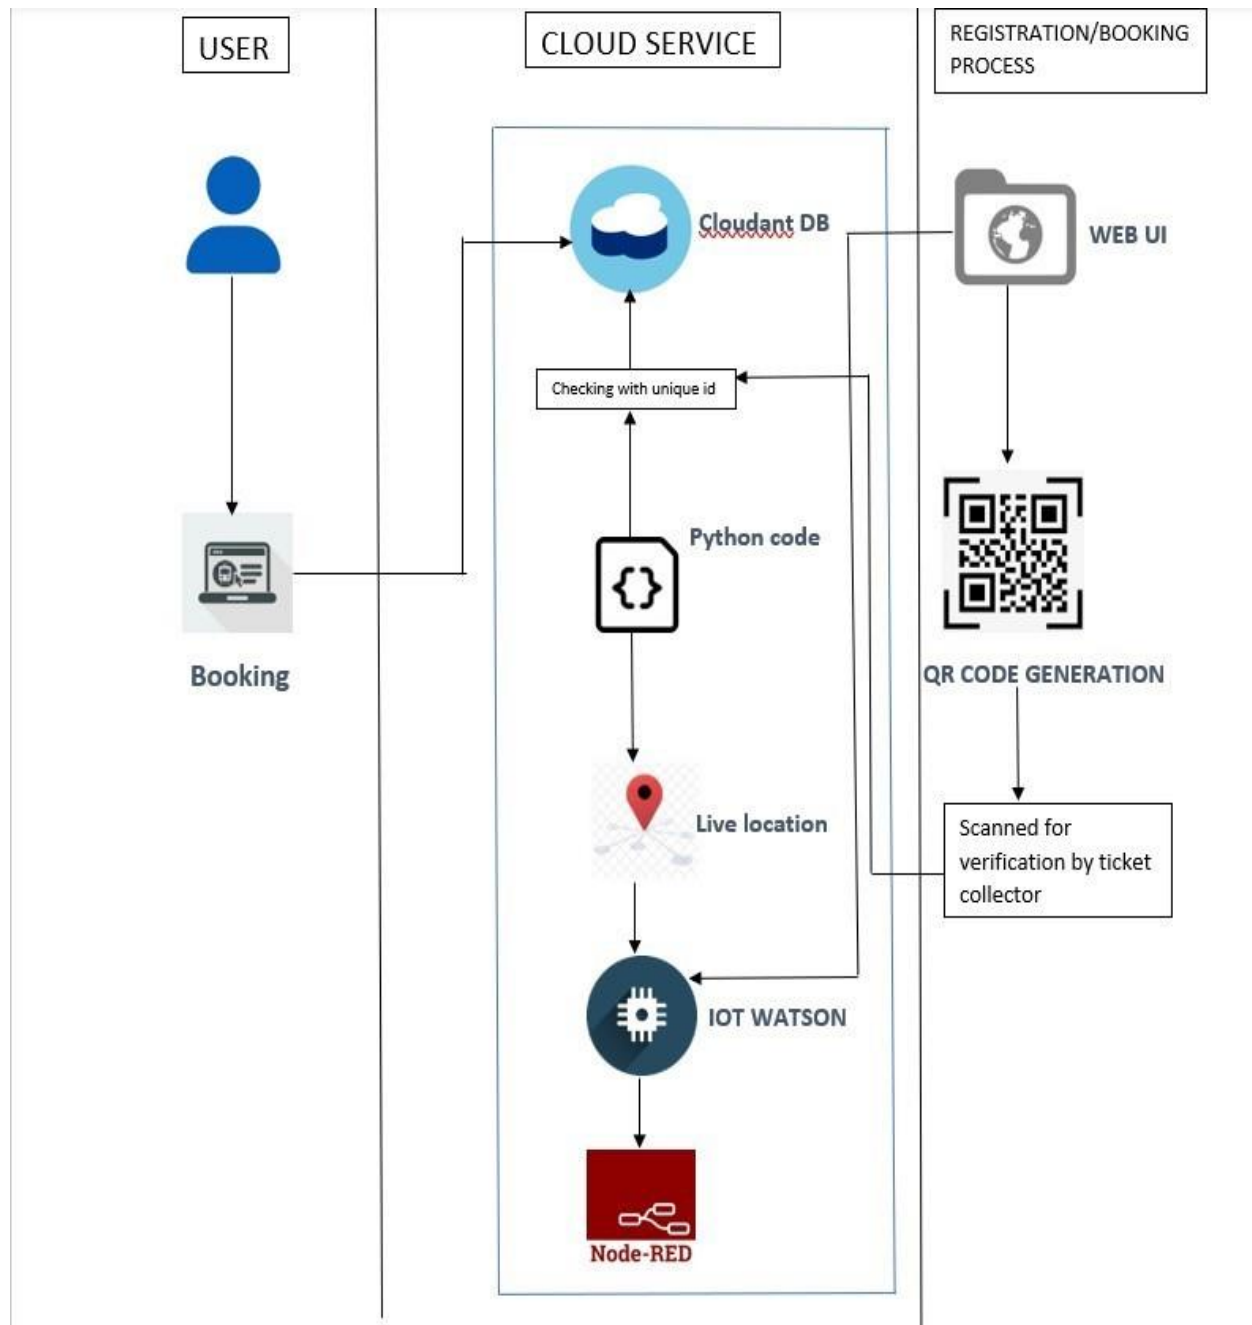 USER
CLOUD SERVICE
REGISTRATION/BOOKING
PROCESS
Cloudant DB
WEB UI
Checking with unique id
Python code
Booking
QR CODE GENERATION
Live location
Scanned for
verification by ticket
collector
IOT WATSON
Node-RED